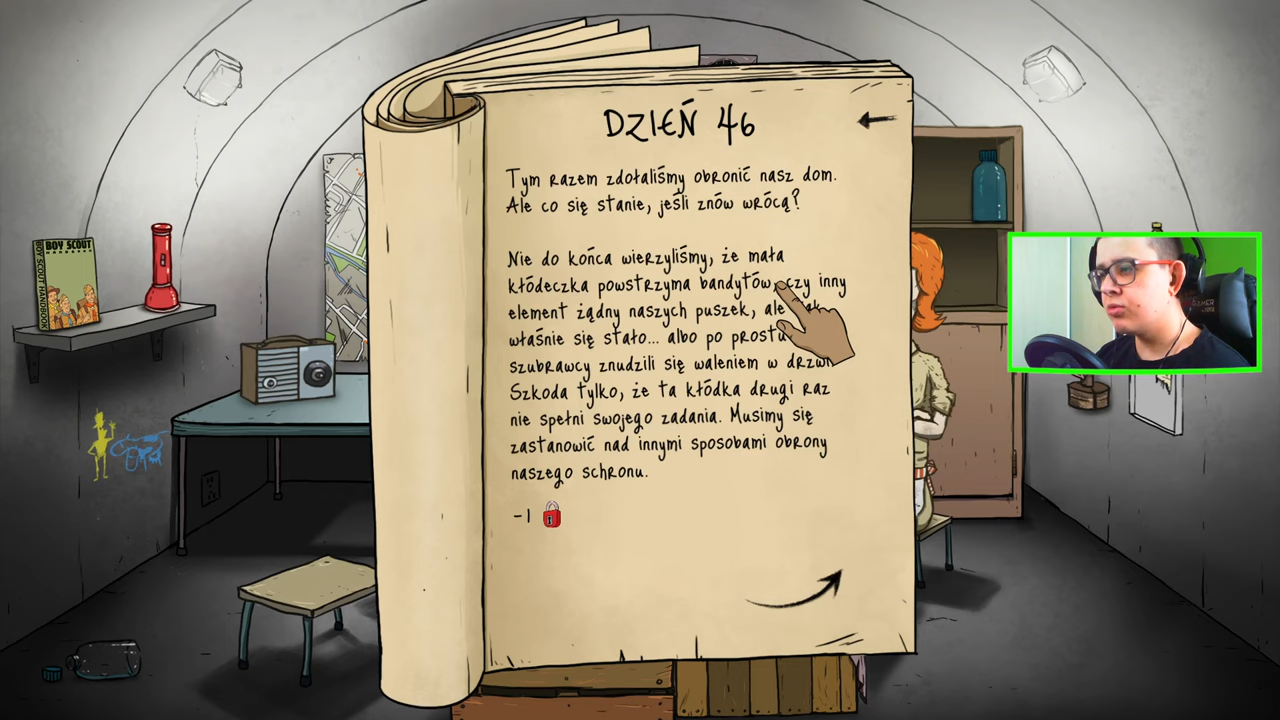 DZIEŃ 46
Tym razem zdołaliśmy obronić nasz dom.
Ale co się stanie, jeśli znów wrócą?
Nie do końca wierzyliśmy, że mała
kłódeczka powstrzyma bandytów, czy inny
element żądny naszych puszek, ale
właśnie się stało... albo po prostu
szubrawcy znudzili się waleniem w drzwi.
Szkoda tylko, że ta kłódka drugi raz
nie spełni swojego zadania. Musimy się
zastanowić nad innymi sposobami obrony
naszego schronu.
-1
BOY SCOUT
BOY SCOUT HANDBOOK